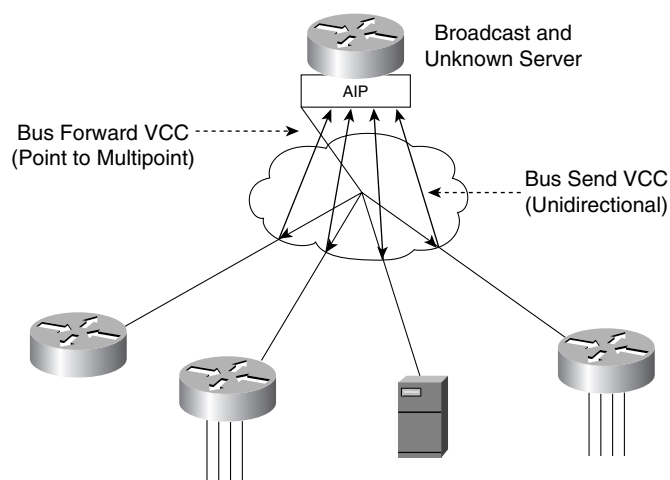 Broadcast and
Unknown Server
AIP
Bus Forward VCC
(Point to Multipoint)
Bus Send VCC
(Unidirectional)